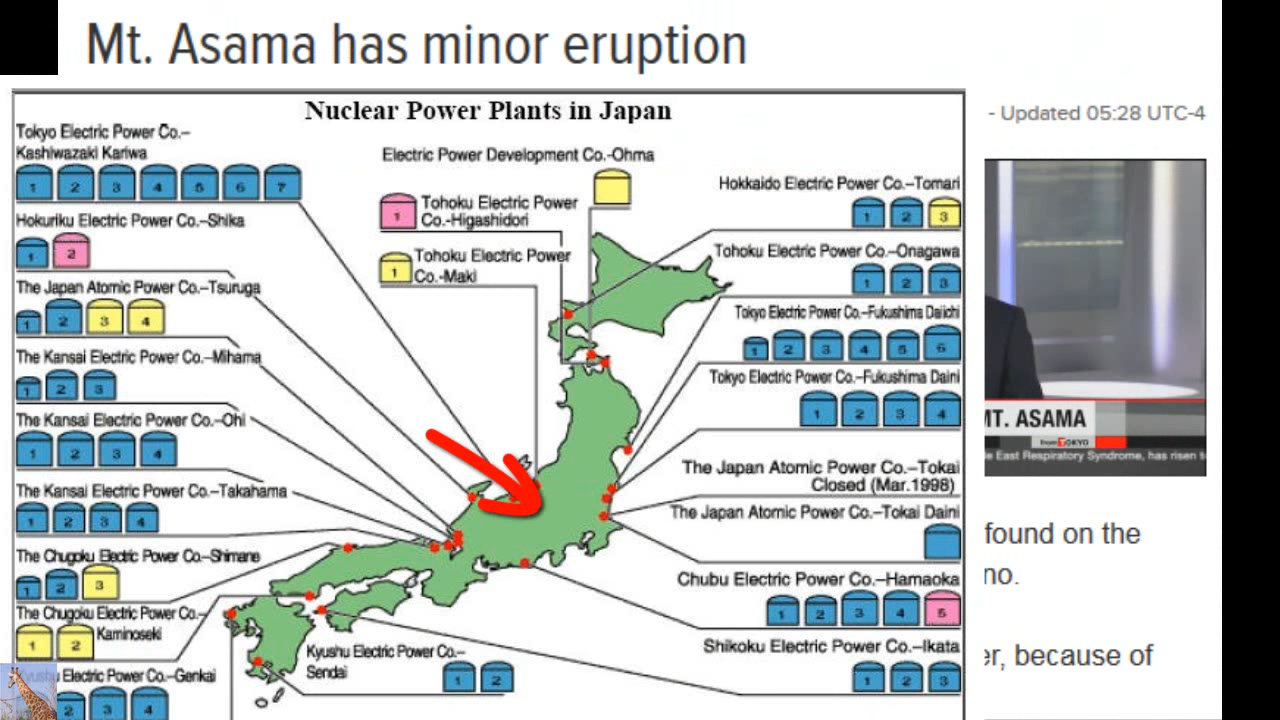 Mt. Asama has minor eruption
- Updated 05:28 UTC-4
Nuclear Power Plants in Japan
Tokyo Electric Power Co.–
Kashiwazaki Kariwa
1 2 3 4 5 6 7
Hokuriku Electric Power Co.–Shika
1 2
The Japan Atomic Power Co.–Tsuruga
1 2 3 4
The Kansai Electric Power Co.–Mihama
1 2 3
The Kansai Electric Power Co.–Ohi
1 2 3 4
The Kansai Electric Power Co.–Takahama
1 2 3 4
The Chugoku Electric Power Co.–Shimane
1 2 3
The Chugoku Electric Power Co.–
Kaminoseki
1 2
Electric Power Co.–Genkai
2 3 4
Electric Power Development Co.-Ohma
Tohoku Electric Power
Co.-Higashidori
1
Tohoku Electric Power
Co.-Maki
1
Kyushu Electric Power Co.–
Sendai
1 2
Hokkaido Electric Power Co.–Tomari
1 2 3
Tohoku Electric Power Co.–Onagawa
1 2 3
Tokyo Electric Power Co.–Fukushima Daiichi
1 2 3 4 5 6
Tokyo Electric Power Co.–Fukushima Daini
1 2 3 4
The Japan Atomic Power Co.–Tokai
Closed (Mar.1998)
The Japan Atomic Power Co.–Tokai Daini
Chubu Electric Power Co.–Hamaoka
1 2 3 4 5
Shikoku Electric Power Co.–Ikata
1 2 3
MT. ASAMA
from TOKYO
le East Respiratory Syndrome, has risen t
found on the
no.
er, because of